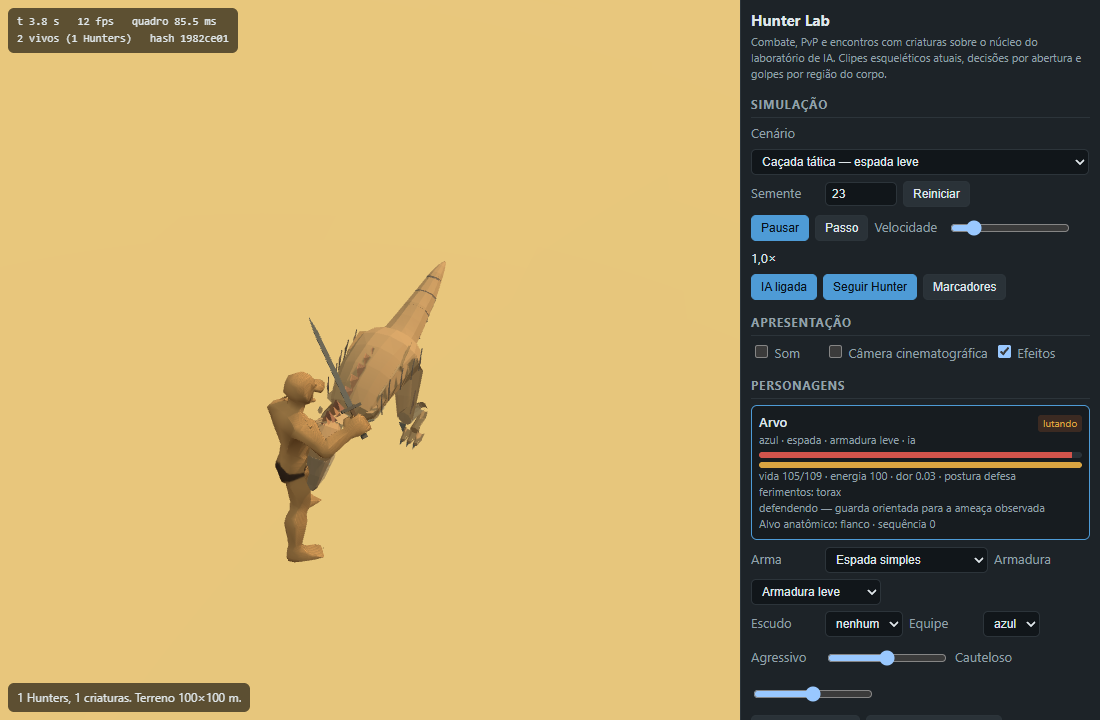 t 3.8 s   12 fps   quadro 85.5 ms
2 vivos (1 Hunters)   hash 1982ce01
1 Hunters, 1 criaturas. Terreno 100×100 m.
Hunter Lab
Combate, PvP e encontros com criaturas sobre o núcleo do
laboratório de IA. Clipes esqueléticos atuais, decisões por abertura e
golpes por região do corpo.
SIMULAÇÃO
Cenário
Caçada tática — espada leve
Semente 23 Reiniciar
Pausar Passo Velocidade
1,0×
IA ligada Seguir Hunter Marcadores
APRESENTAÇÃO
Som Câmera cinematográfica Efeitos
PERSONAGENS
Arvo lutando
azul · espada · armadura leve · ia
vida 105/109 · energia 100 · dor 0.03 · postura defesa
ferimentos: torax
defendendo — guarda orientada para a ameaça observada
Alvo anatômico: flanco · sequência 0
Arma Espada simples Armadura
Armadura leve
Escudo nenhum Equipe azul
Agressivo Cauteloso